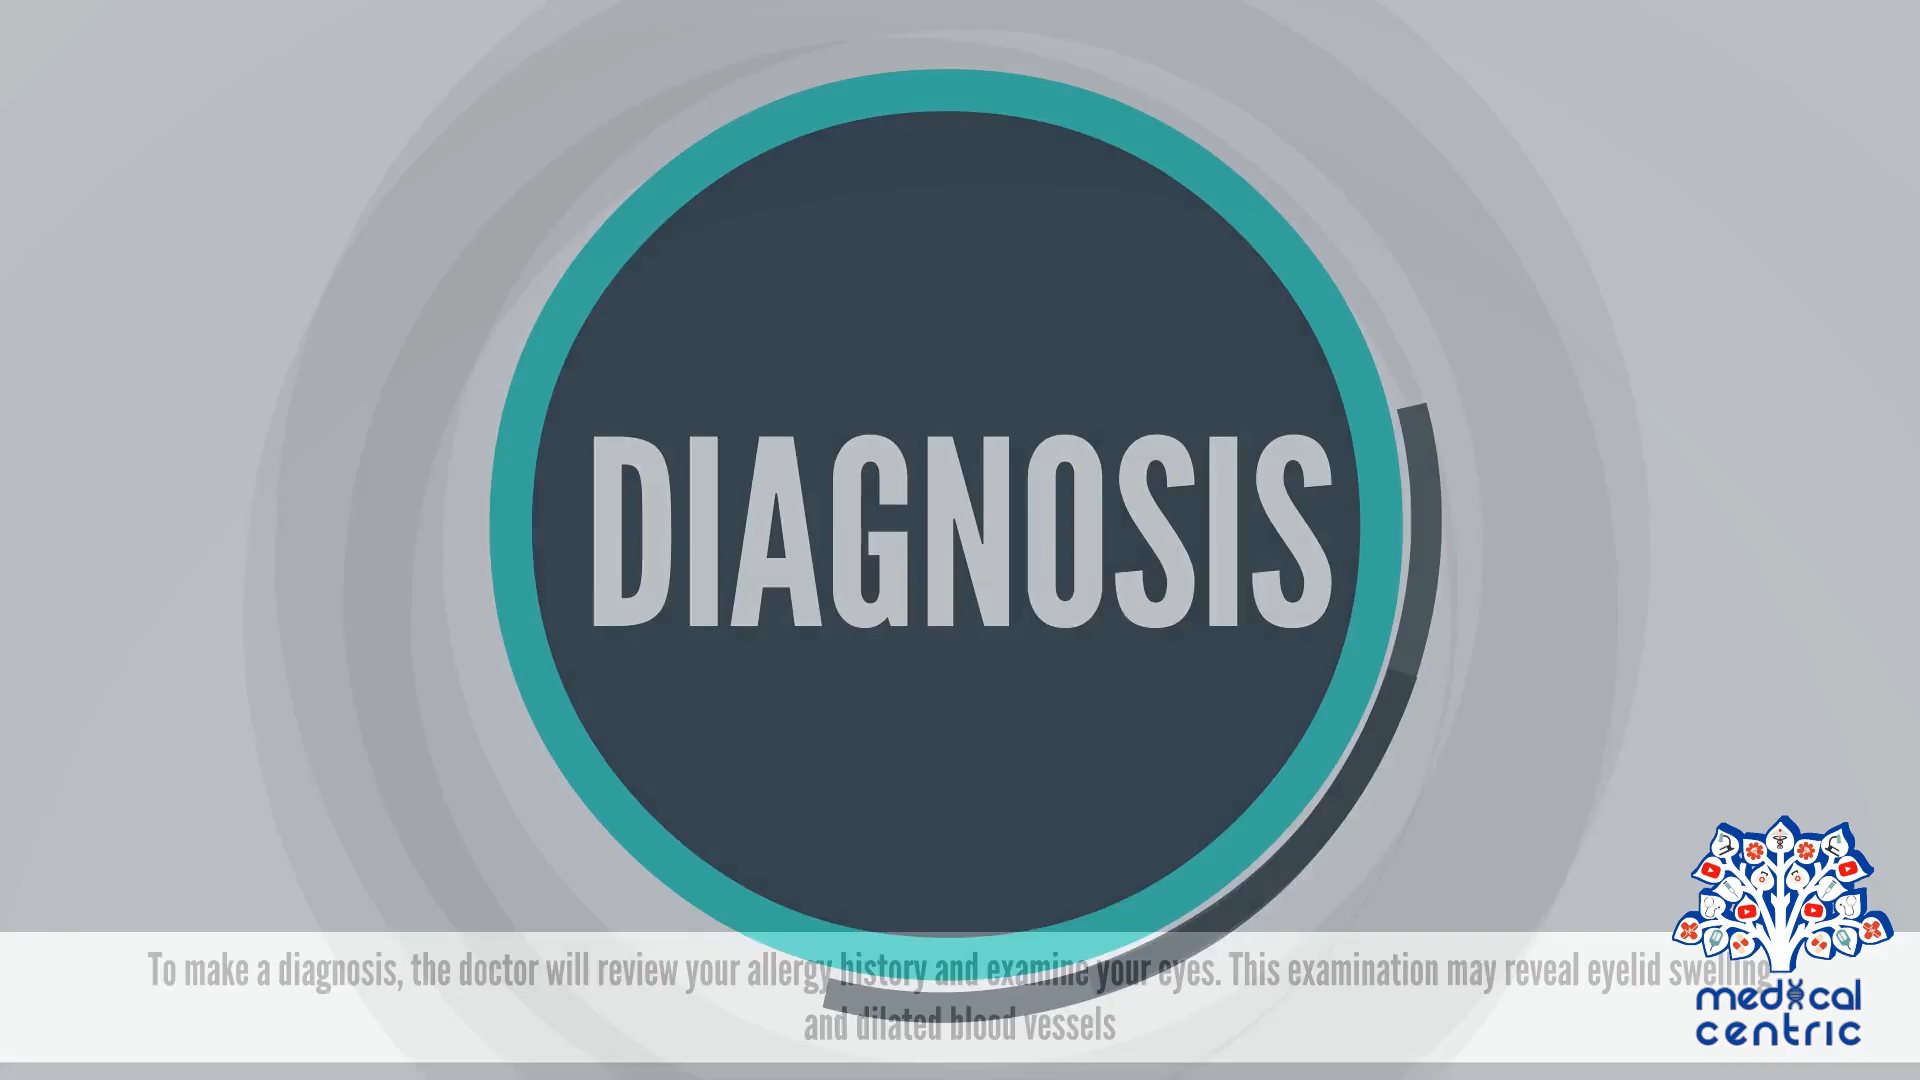 DIAGNOSIS
To make a diagnosis, the doctor will review your allergy history and examine your eyes. This examination may reveal eyelid swelling
and dilated blood vessels
medical
centric